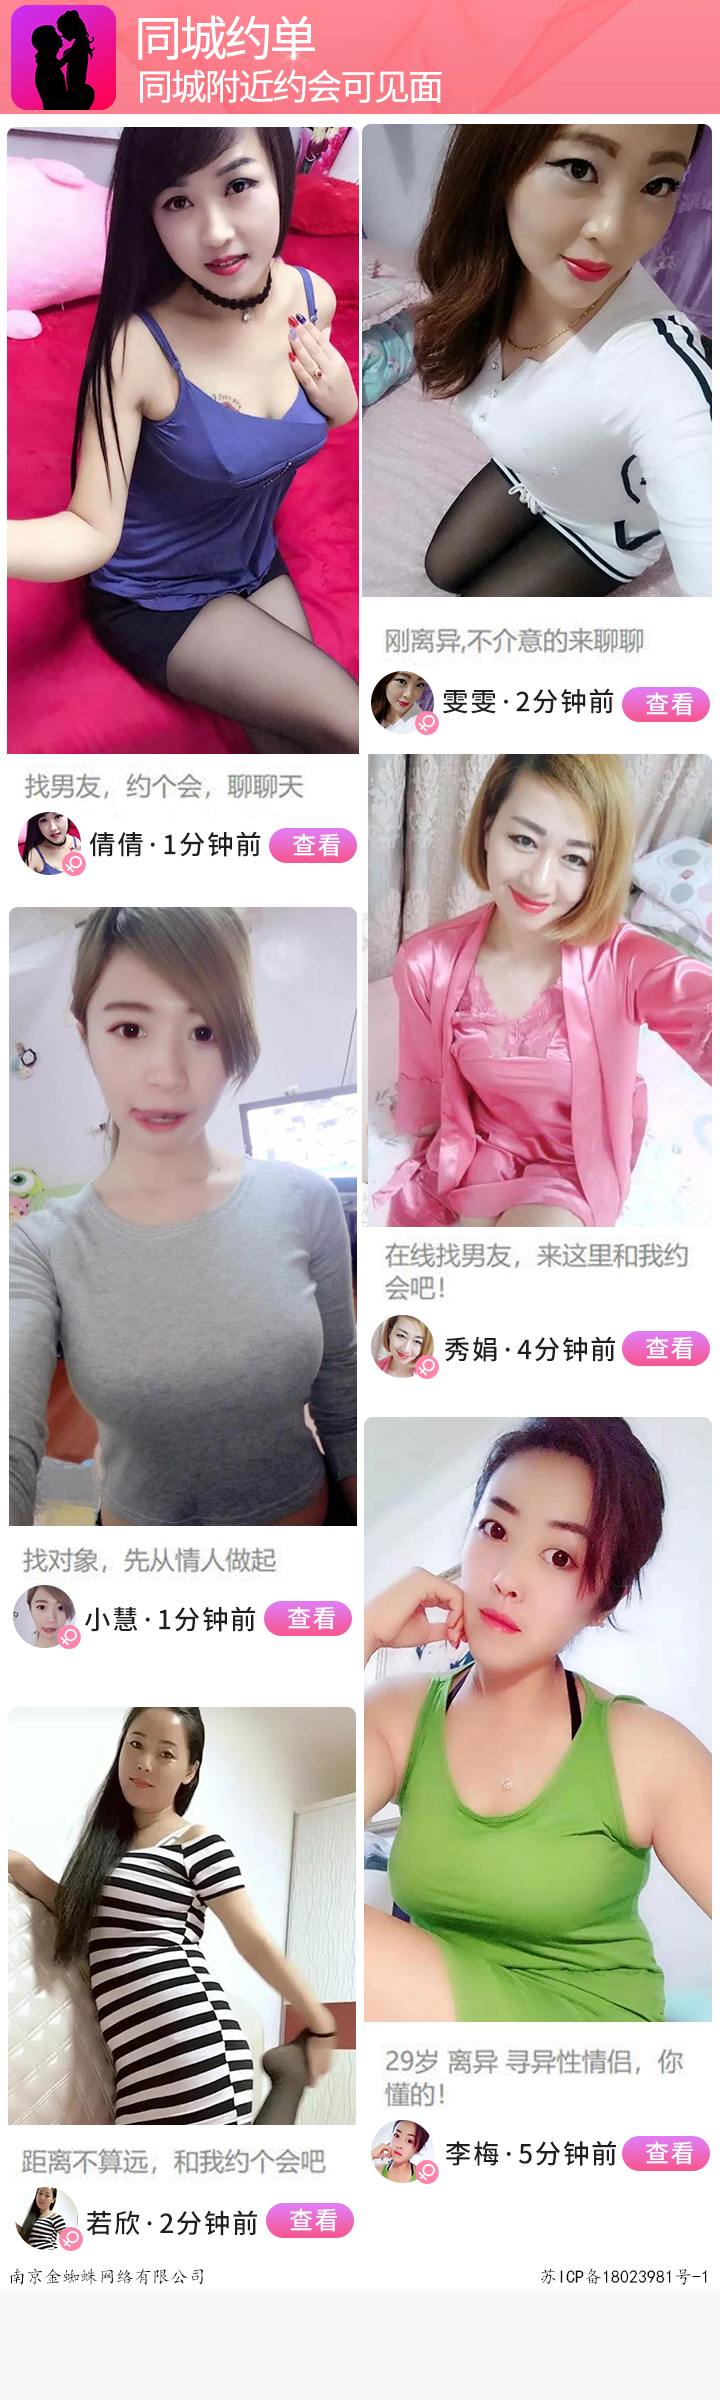 同城约单
同城附近约会可见面
找男友，约个会，聊聊天
倩倩·1分钟前 查看
刚离异,不介意的来聊聊
雯雯·2分钟前 查看
找对象，先从情人做起
小慧·1分钟前 查看
在线找男友，来这里和我约
会吧！
秀娟·4分钟前 查看
距离不算远，和我约个会吧
若欣·2分钟前 查看
29岁 离异 寻异性情侣，你
懂的！
李梅·5分钟前 查看
南京金蜘蛛网络有限公司
苏ICP备18023981号-1